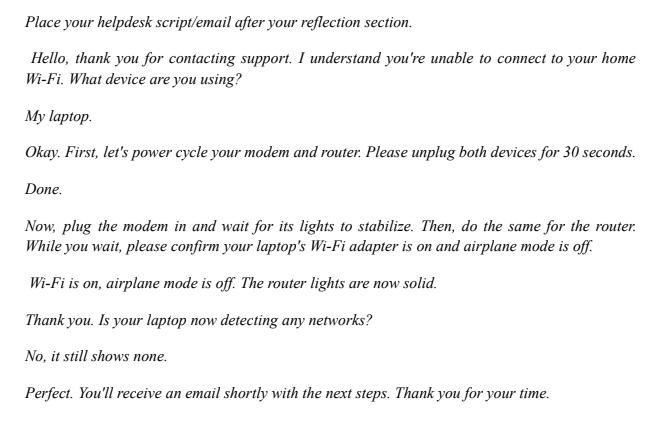 Place your helpdesk script/email after your reflection section.
Hello, thank you for contacting support. I understand you're unable to connect to your home
Wi-Fi. What device are you using?
My laptop.
Okay. First, let's power cycle your modem and router. Please unplug both devices for 30 seconds.
Done.
Now, plug the modem in and wait for its lights to stabilize. Then, do the same for the router.
While you wait, please confirm your laptop's Wi-Fi adapter is on and airplane mode is off.
Wi-Fi is on, airplane mode is off. The router lights are now solid.
Thank you. Is your laptop now detecting any networks?
No, it still shows none.
Perfect. You'll receive an email shortly with the next steps. Thank you for your time.